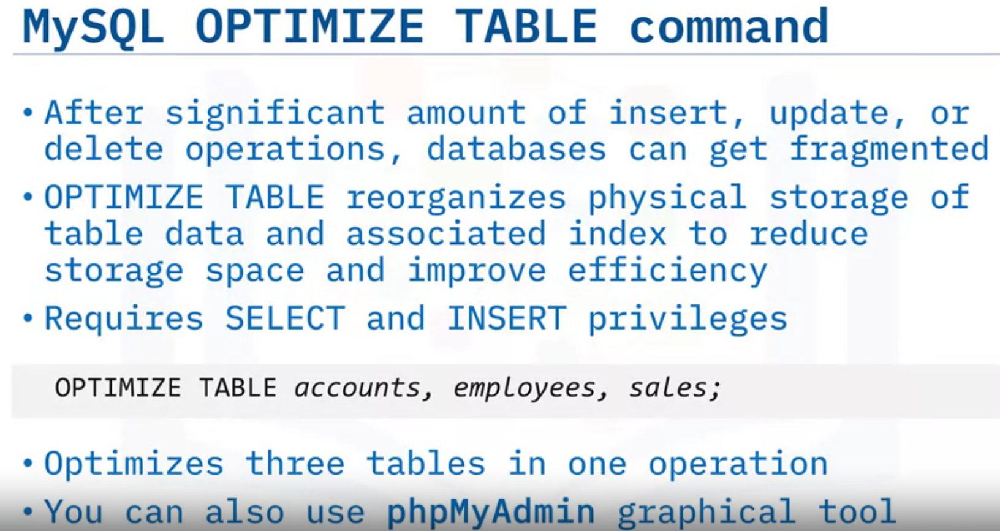 MySQL OPTIMIZE TABLE command
• After significant amount of insert, update, or
delete operations, databases can get fragmented
• OPTIMIZE TABLE reorganizes physical storage of
table data and associated index to reduce
storage space and improve efficiency
• Requires SELECT and INSERT privileges
OPTIMIZE TABLE accounts, employees, sales;
• Optimizes three tables in one operation
• You can also use phpMyAdmin graphical tool